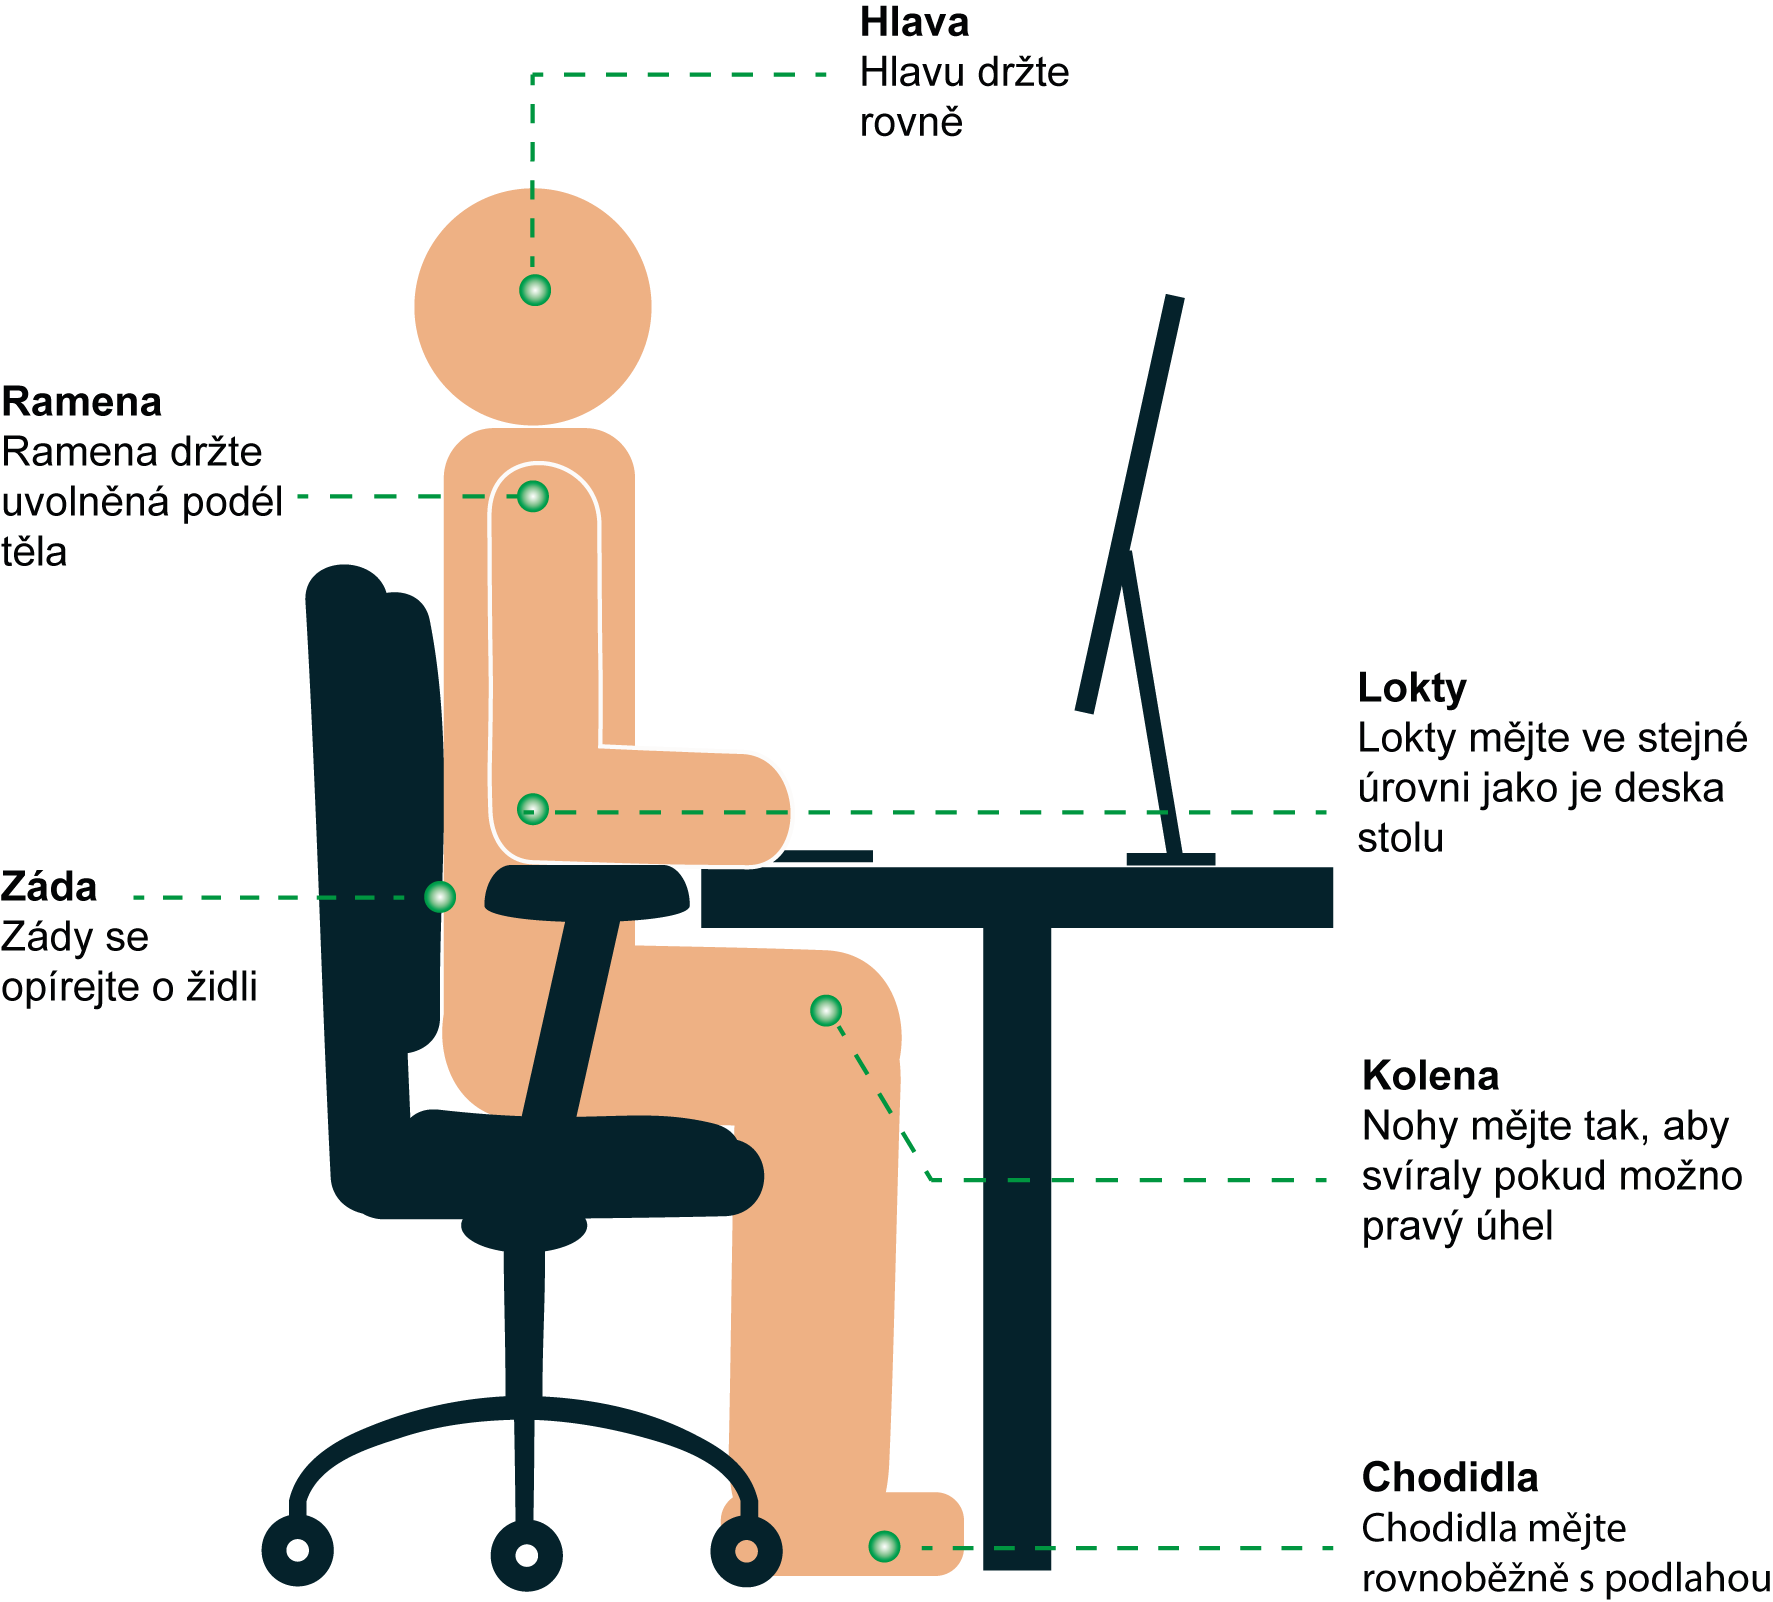 Hlava
Hlavu držte
rovně
Ramena
Ramena držte
uvolněná podél
těla
Lokty
Lokty mějte ve stejné
úrovni jako je deska
stolu
Záda
Zády se
opírejte o židli
Kolena
Nohy mějte tak, aby
svíraly pokud možno
pravý úhel
Chodidla
Chodidla mějte
rovnoběžně s podlahou